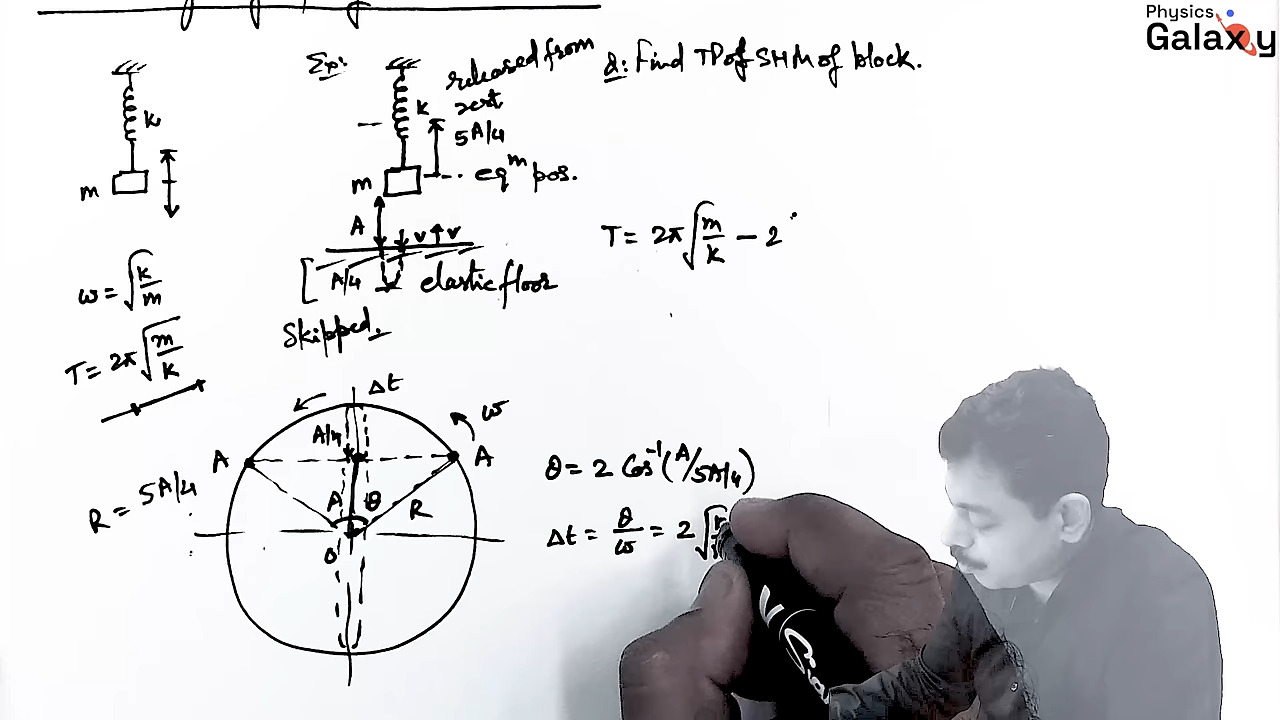 Physics
Galaxy
Ex:
released from
rest
5A/4
Q: Find TP of SHM of block.
k
m
k
m
eqᵐ pos.
A
v
v
A/4
elastic floor
Skipped.
ω = √k/m
T = 2π√m/k
T = 2π√m/k − 2
Δt
ω
A/4
A
A
R = 5A/4
A
θ
R
O
θ = 2 Cos⁻¹(A/5A/4)
Δt = θ/ω = 2√